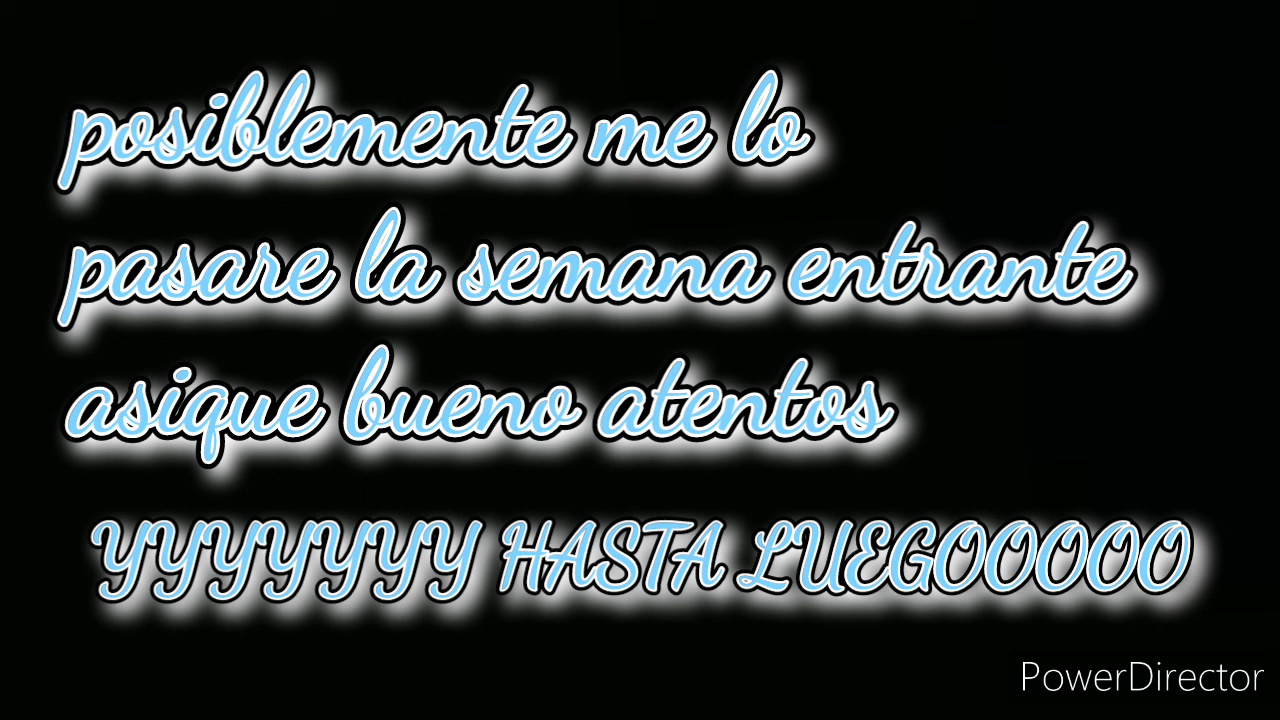 posiblemente me lo
pasare la semana entrante
asique bueno atentos
YYYYYYY HASTA LUEGOOOOO
PowerDirector